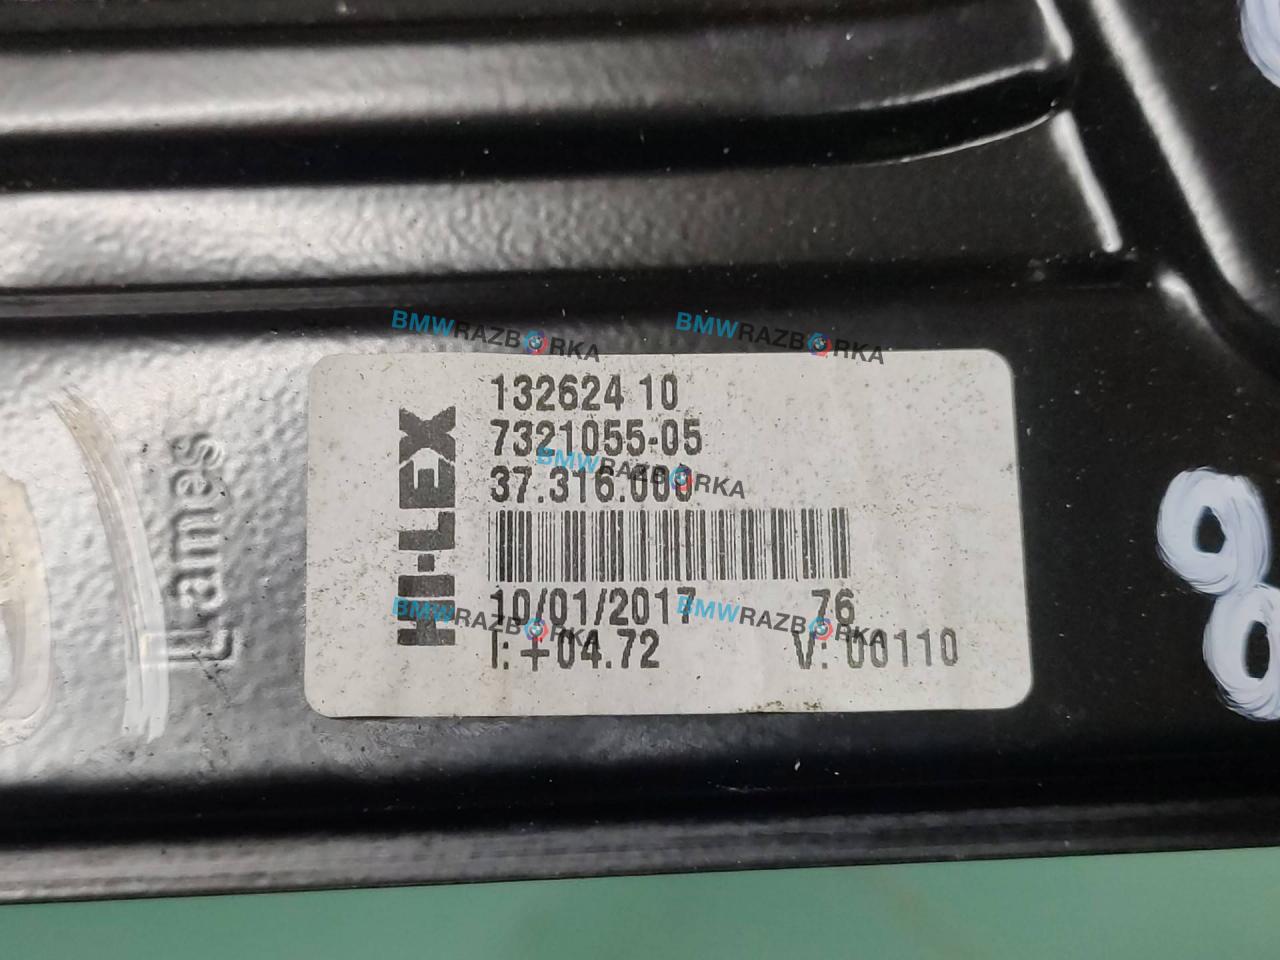 BMWRAZBORKA
BMWRAZBORKA
132624 10
7321055-05
BMWRAZBORKA
37.316.000
HI-LEX
Lames
10/01/2017 76
BMWRAZBORKA
BMWRAZBORKA
I: +04.72 V: 00110